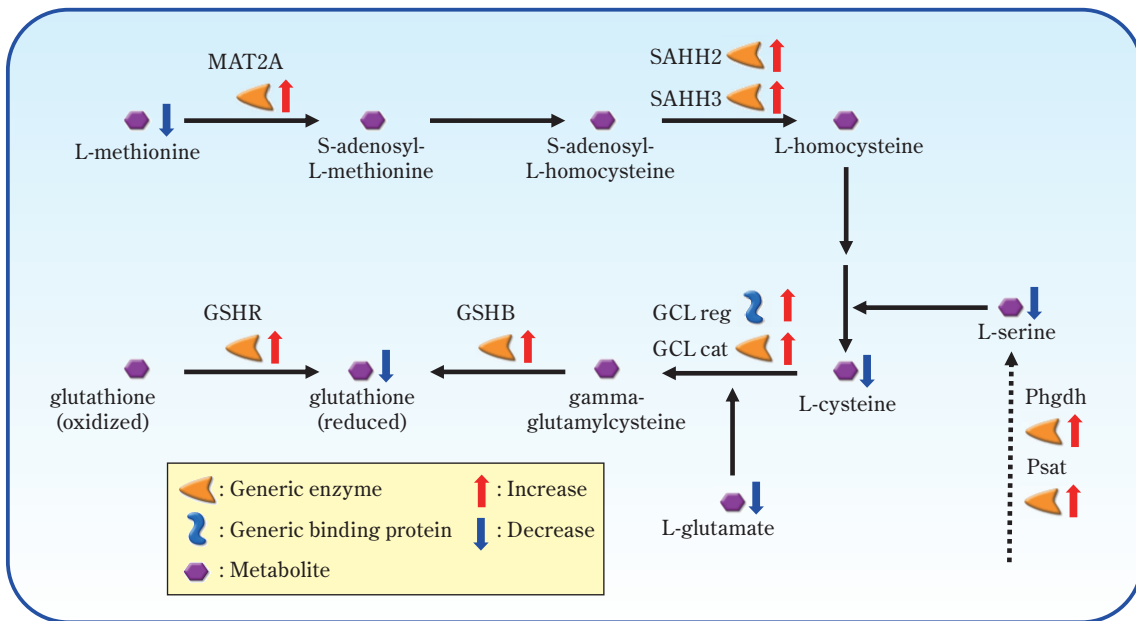 MAT2A
SAHH2
SAHH3
L-methionine
S-adenosyl-
L-methionine
S-adenosyl-
L-homocysteine
L-homocysteine
GSHR
GSHB
GCL reg
GCL cat
L-serine
glutathione
(oxidized)
glutathione
(reduced)
gamma-
glutamylcysteine
L-cysteine
Phgdh
Psat
L-glutamate
: Generic enzyme
: Increase
: Generic binding protein
: Decrease
: Metabolite